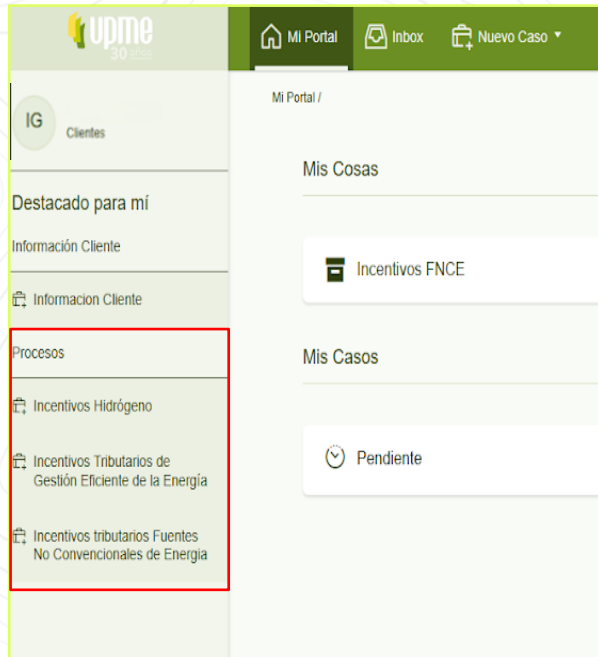 upme
30 años
Mi Portal
Inbox
Nuevo Caso
IG
Clientes
Destacado para mí
Información Cliente
Informacion Cliente
Procesos
Incentivos Hidrógeno
Incentivos Tributarios de
Gestión Eficiente de la Energía
Incentivos tributarios Fuentes
No Convencionales de Energia
Mi Portal /
Mis Cosas
Incentivos FNCE
Mis Casos
Pendiente